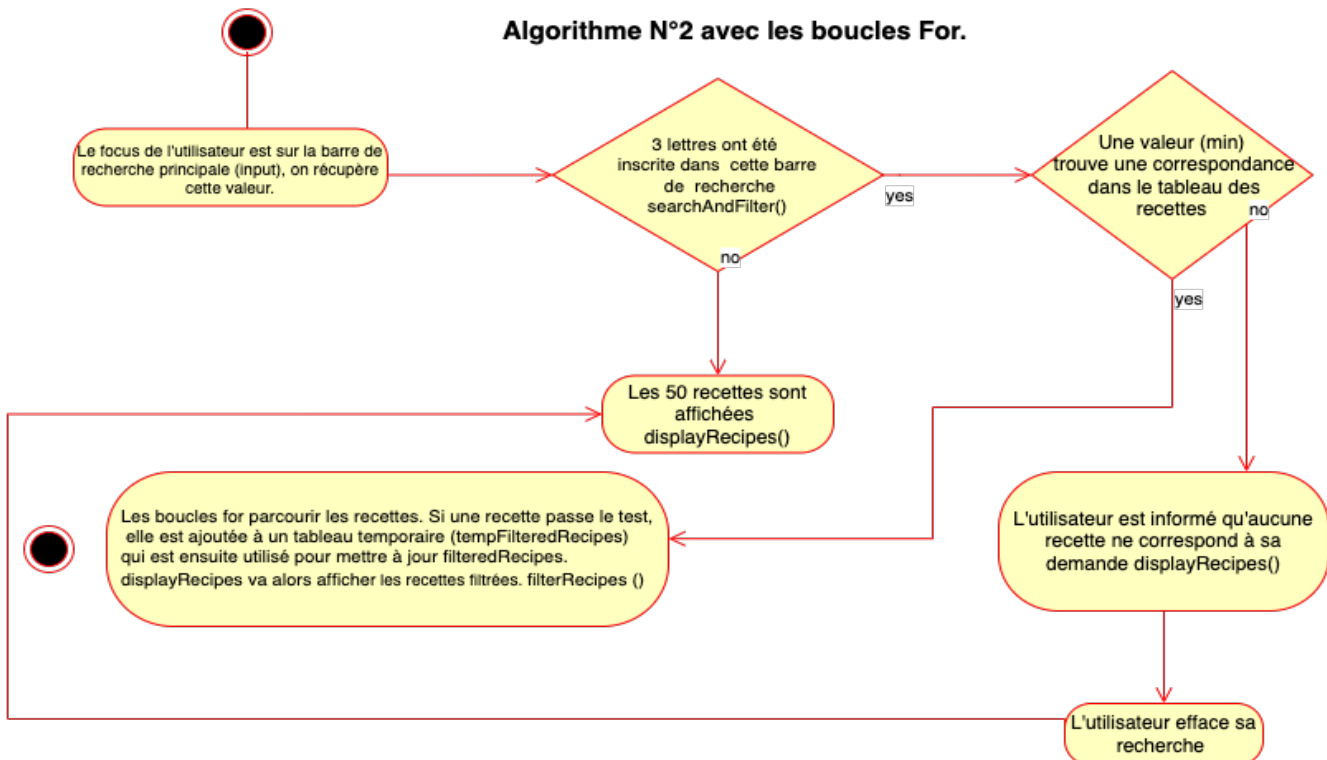 Algorithme N°2 avec les boucles For.
Le focus de l'utilisateur est sur la barre de
recherche principale (input), on récupère
cette valeur.
3 lettres ont été
inscrite dans cette barre
de recherche
searchAndFilter()
yes
no
Une valeur (min)
trouve une correspondance
dans le tableau des
recettes
no
yes
Les 50 recettes sont
affichées
displayRecipes()
Les boucles for parcourir les recettes. Si une recette passe le test,
elle est ajoutée à un tableau temporaire (tempFilteredRecipes)
qui est ensuite utilisé pour mettre à jour filteredRecipes.
displayRecipes va alors afficher les recettes filtrées. filterRecipes ()
L'utilisateur est informé qu'aucune
recette ne correspond à sa
demande displayRecipes()
L'utilisateur efface sa
recherche